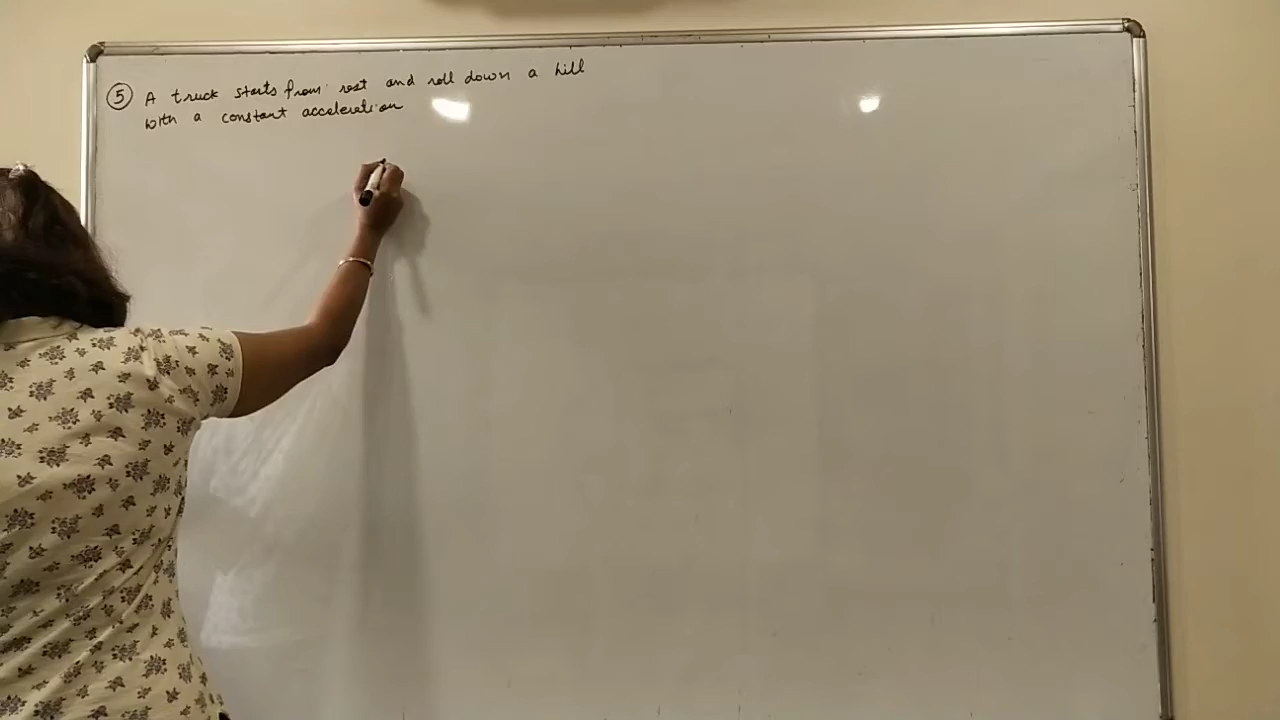 ⑤ A truck starts from rest and roll down a hill
with a constant acceleration